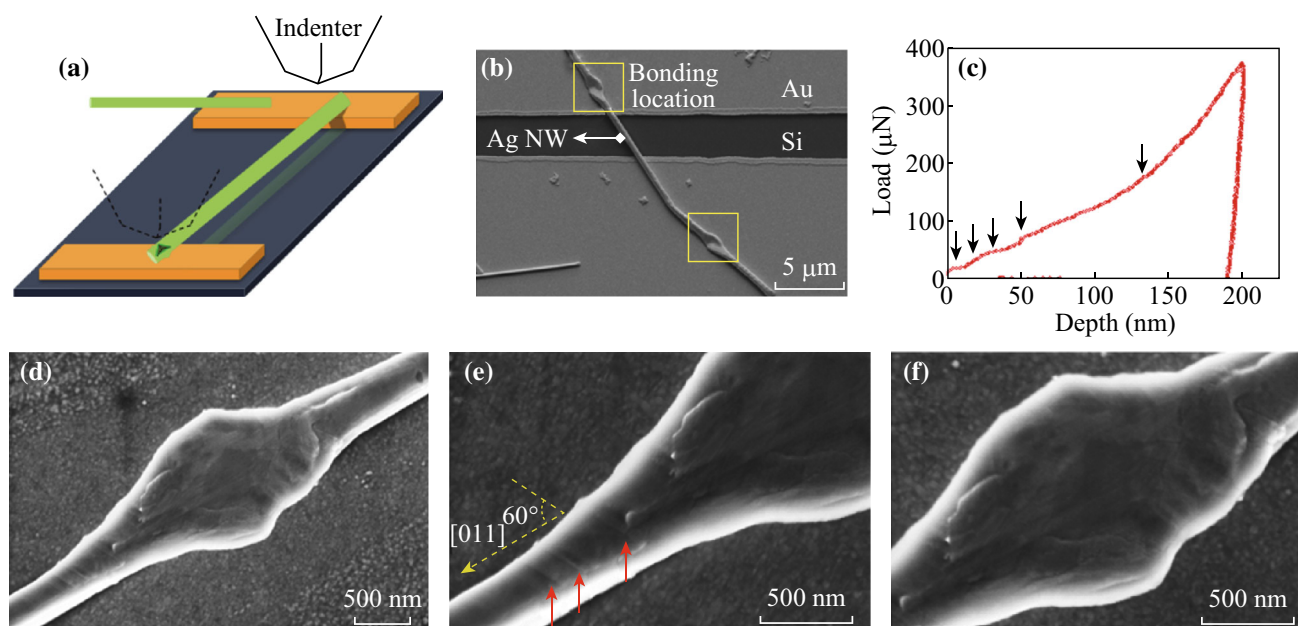 (a)
Indenter
(b)
Bonding
location
Au
Ag NW
Si
5 μm
(c)
Load (μN)
400
300
200
100
0
0
50
100
150
200
Depth (nm)
(d)
500 nm
(e)
60°
[011]
500 nm
(f)
500 nm